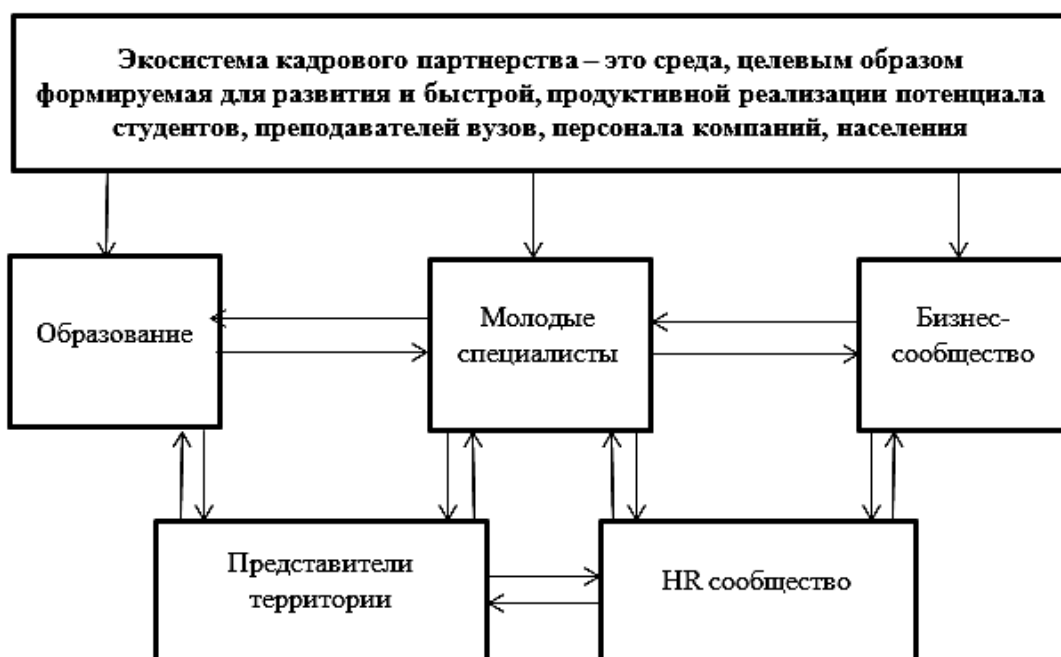 Экосистема кадрового партнерства – это среда, целевым образом
формируемая для развития и быстрой, продуктивной реализации потенциала
студентов, преподавателей вузов, персонала компаний, населения
Образование
Молодые
специалисты
Бизнес-
сообщество
Представители
территории
HR сообщество